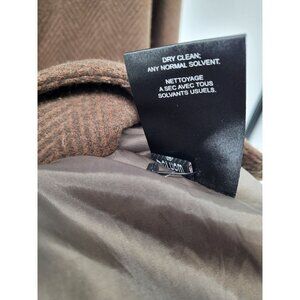 DRY CLEAN;
ANY NORMAL SOLVENT.
NETTOYAGE
A SEC AVEC TOUS
SOLVANTS USUELS.